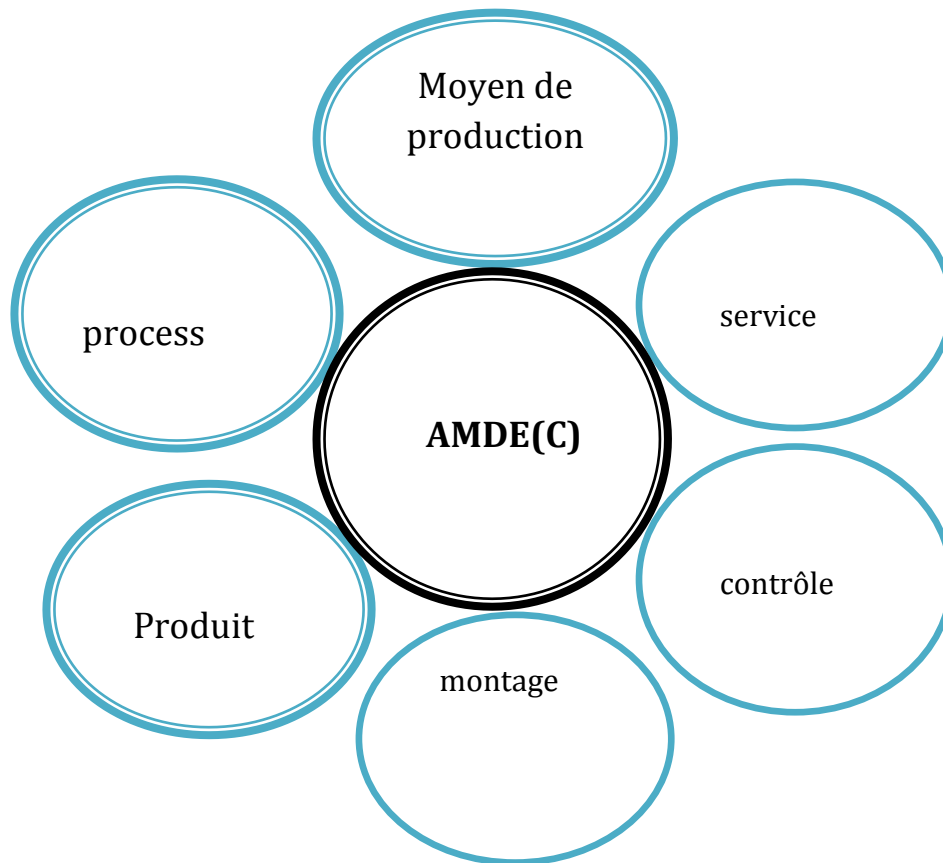 Moyen de
production
service
process
AMDE(C)
contrôle
Produit
montage